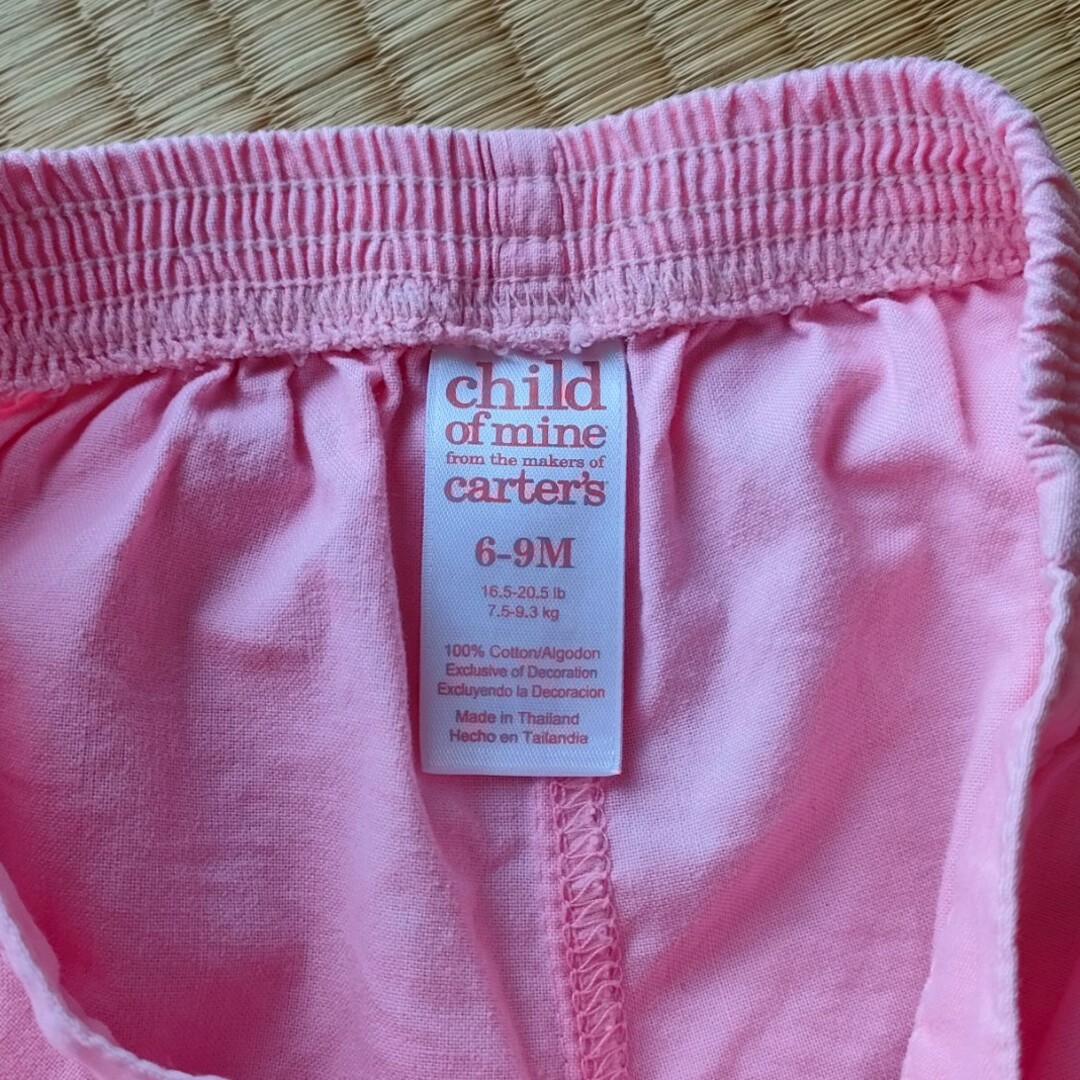 child
of mine
from the makers of
carter's
6-9M
16.5-20.5 lb
7.5-9.3 kg
100% Cotton/Algodon
Exclusive of Decoration
Excluyendo la Decoracion
Made in Thailand
Hecho en Tailandia